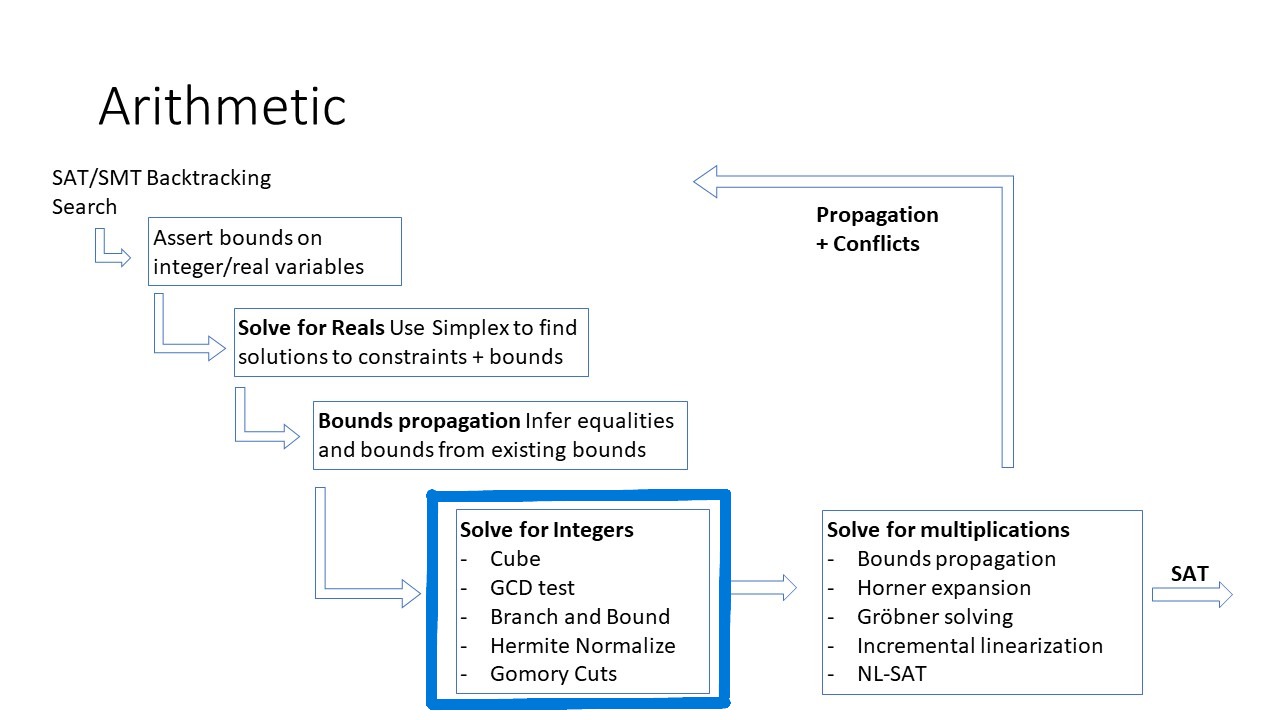 Arithmetic
SAT/SMT Backtracking
Search
Assert bounds on
integer/real variables
Solve for Reals Use Simplex to find
solutions to constraints + bounds
Bounds propagation Infer equalities
and bounds from existing bounds
Propagation
+ Conflicts
Solve for Integers
- Cube
- GCD test
- Branch and Bound
- Hermite Normalize
- Gomory Cuts
Solve for multiplications
- Bounds propagation
- Horner expansion
- Gröbner solving
- Incremental linearization
- NL-SAT
SAT